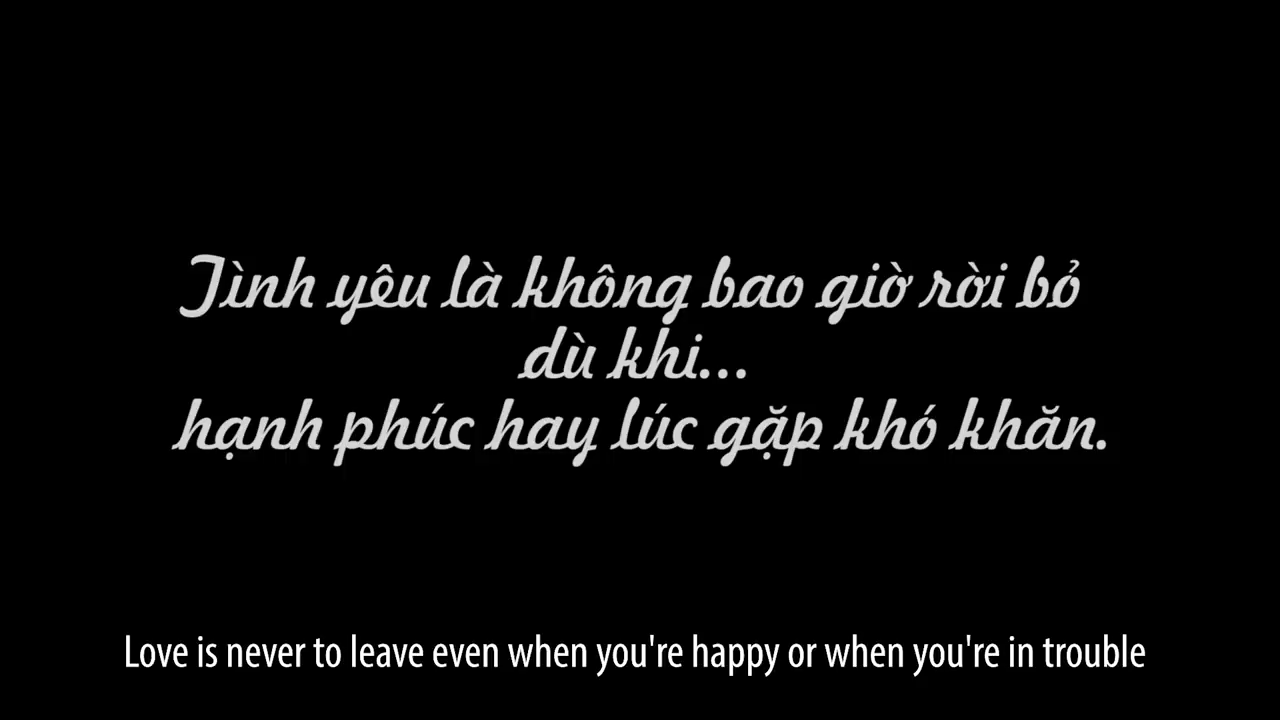 Tình yêu là không bao giờ rời bỏ
dù khi...
hạnh phúc hay lúc gặp khó khăn.
Love is never to leave even when you're happy or when you're in trouble